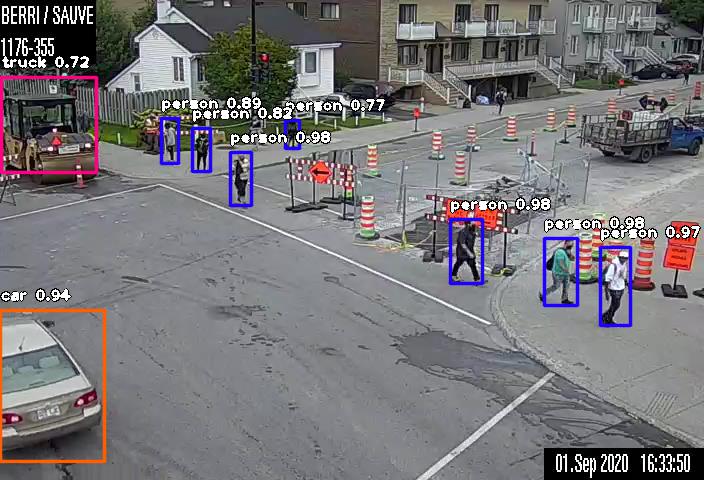 BERRI / SAUVE
1176-355
truck 0.72
person 0.89
person 0.77
person 0.82
person 0.98
person 0.98
person 0.98
person 0.97
car 0.94
01.Sep 2020 16:33:50